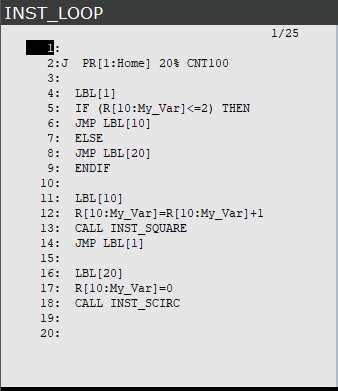 INST_LOOP
1/25
1:
2:J  PR[1:Home] 20% CNT100
3:
4:  LBL[1]
5:  IF (R[10:My_Var]<=2) THEN
6:  JMP LBL[10]
7:  ELSE
8:  JMP LBL[20]
9:  ENDIF
10:
11:  LBL[10]
12:  R[10:My_Var]=R[10:My_Var]+1
13:  CALL INST_SQUARE
14:  JMP LBL[1]
15:
16:  LBL[20]
17:  R[10:My_Var]=0
18:  CALL INST_SCIRC
19:
20: